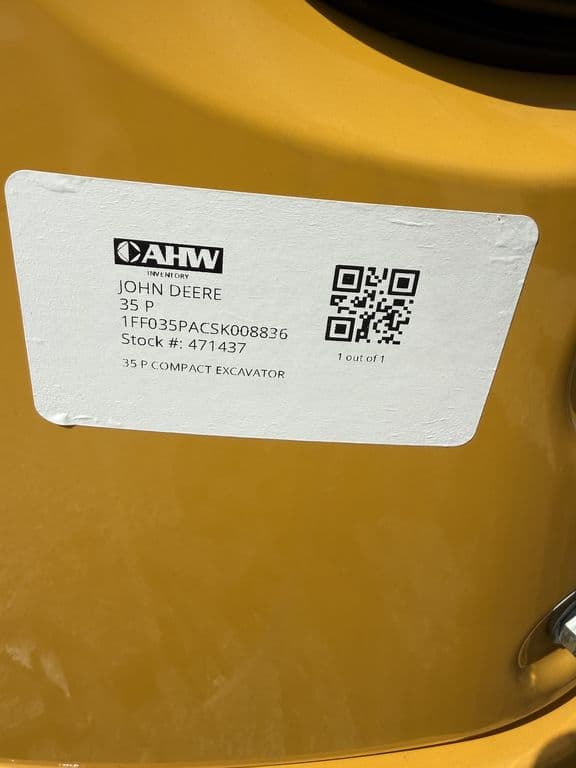 AHW
INVENTORY
JOHN DEERE
35 P
1FF035PACSK008836
Stock #: 471437
35 P COMPACT EXCAVATOR
1 out of 1